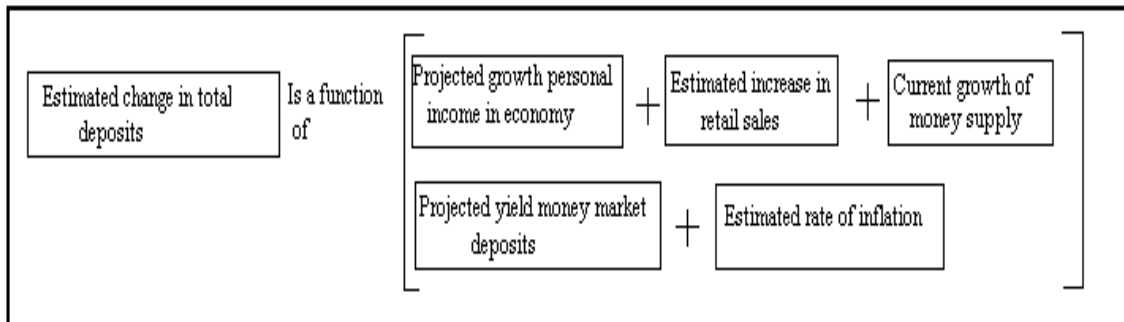 Estimated change in total
deposits
Is a function
of
Projected growth personal
income in economy
+
Estimated increase in
retail sales
+
Current growth of
money supply
Projected yield money market
deposits
+
Estimated rate of inflation